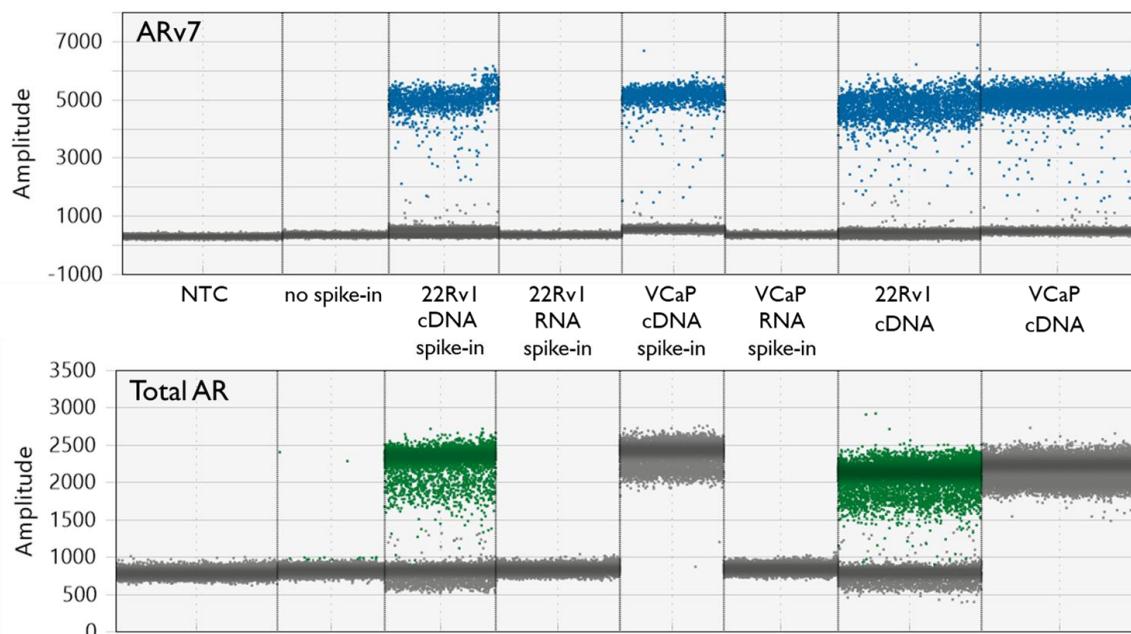 ARv7
7000
5000
3000
1000
-1000
Amplitude
NTC
no spike-in
22Rv1
cDNA
spike-in
22Rv1
RNA
spike-in
VCaP
cDNA
spike-in
VCaP
RNA
spike-in
22Rv1
cDNA
VCaP
cDNA
Total AR
3500
3000
2500
2000
1500
1000
500
0
Amplitude